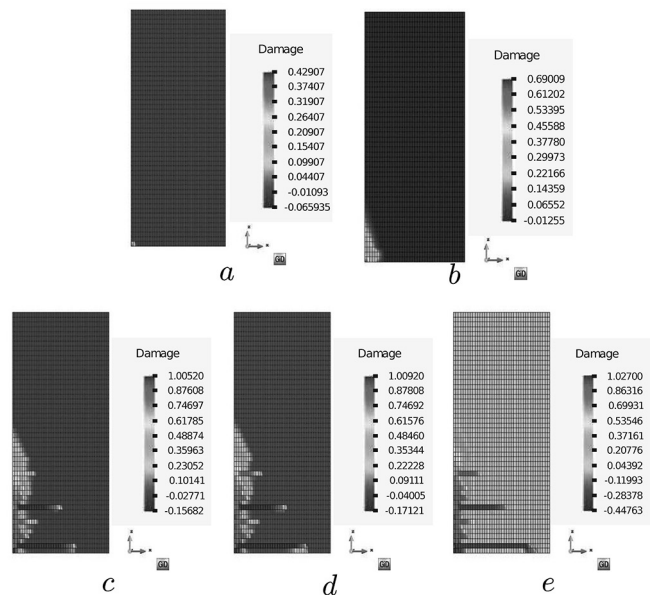 Damage
0.42907
0.37407
0.31907
0.26407
0.20907
0.15407
0.09907
0.04407
-0.01093
-0.065935
z
x
GD
a
Damage
0.69009
0.61202
0.53395
0.45588
0.37780
0.29973
0.22166
0.14359
0.06552
-0.01255
z
x
GD
b
Damage
1.00520
0.87608
0.74697
0.61785
0.48874
0.35963
0.23052
0.10141
-0.02771
-0.15682
z
x
GD
c
Damage
1.00920
0.87808
0.74692
0.61576
0.48460
0.35344
0.22228
0.09111
-0.04005
-0.17121
z
x
GD
d
Damage
1.02700
0.86316
0.69931
0.53546
0.37161
0.20776
0.04392
-0.11993
-0.28378
-0.44763
z
x
GD
e